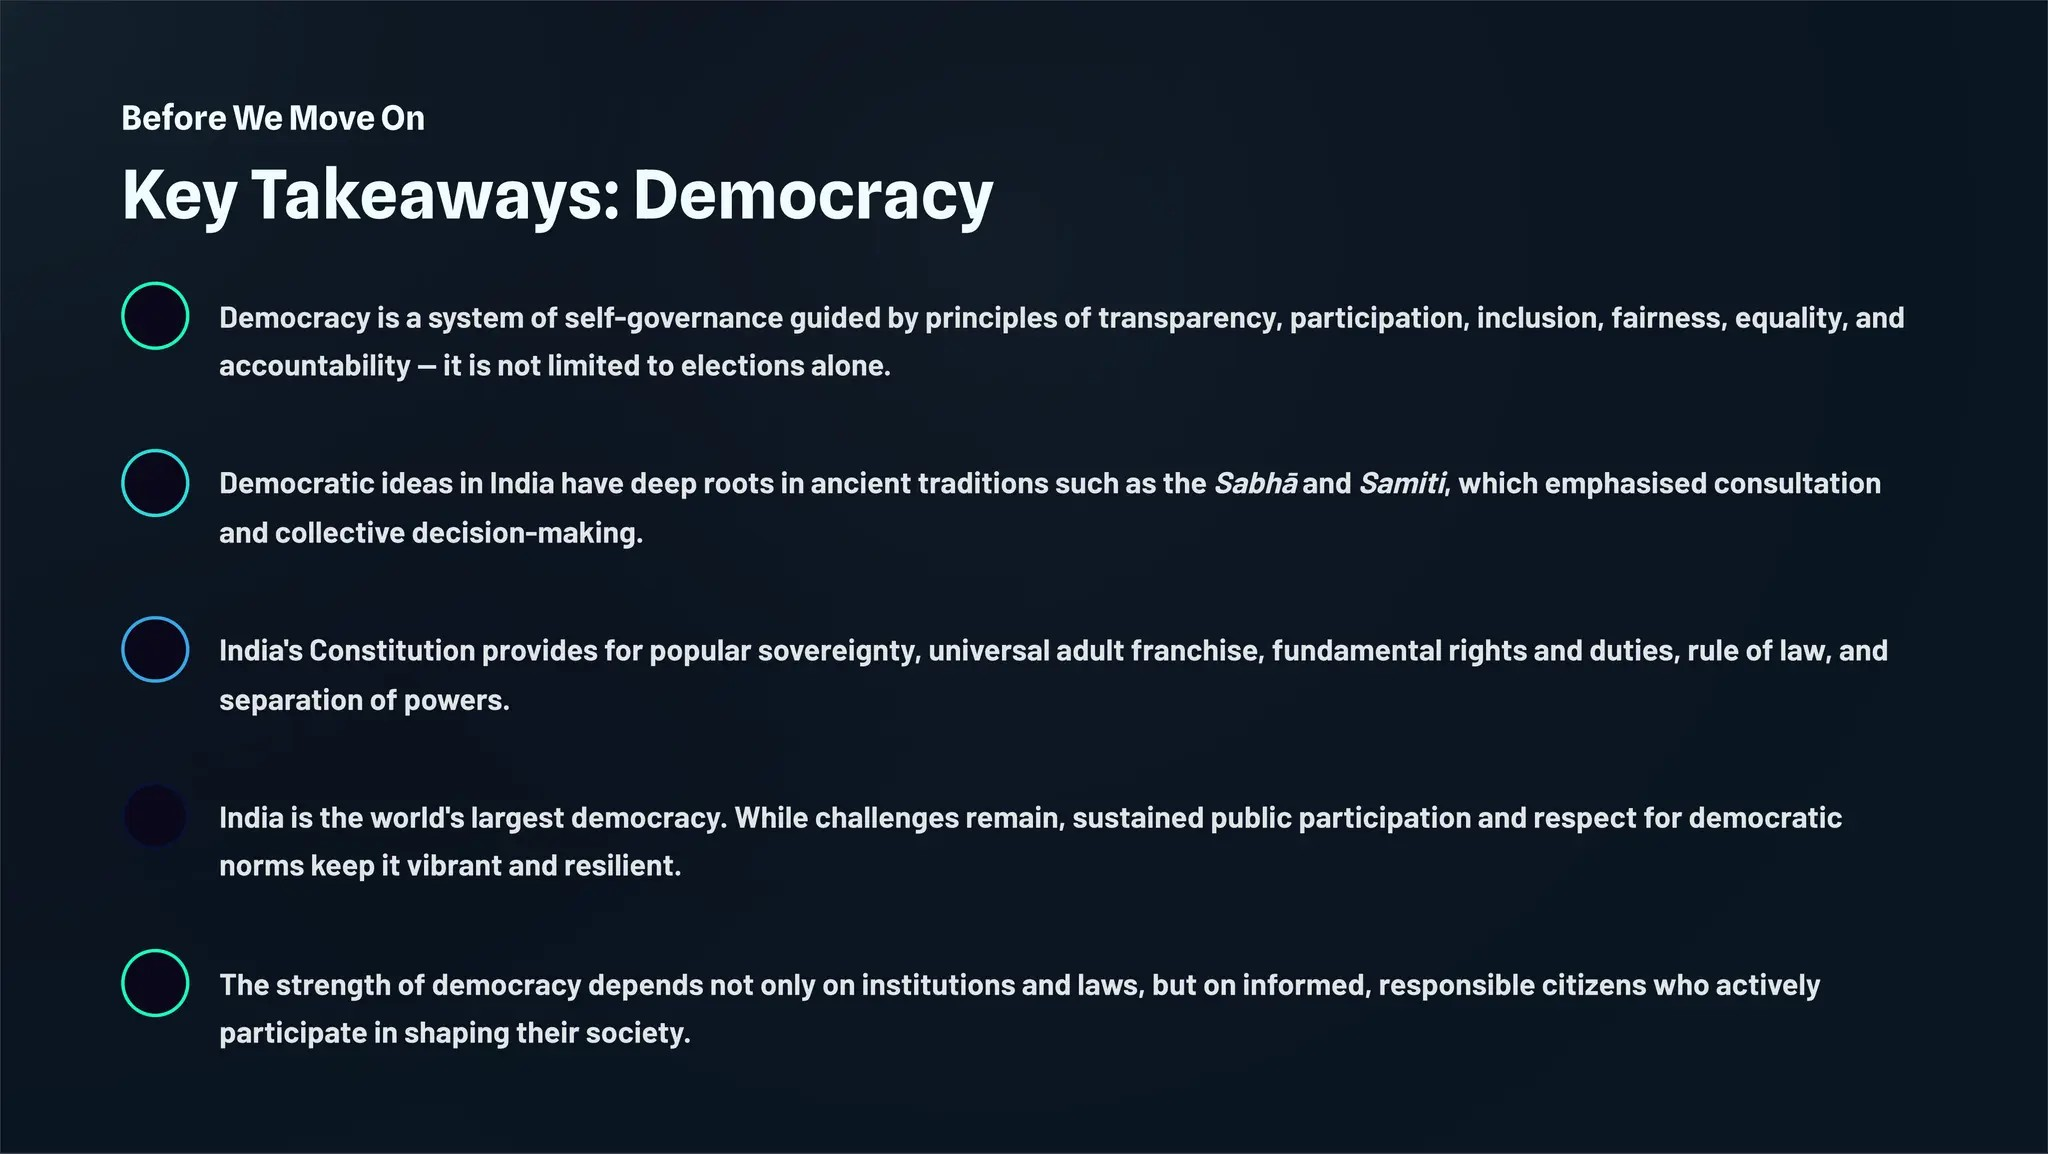 Before We Move On
Key Takeaways: Democracy
Democracy is a system of self-governance guided by principles of transparency, participation, inclusion, fairness, equality, and
accountability — it is not limited to elections alone.
Democratic ideas in India have deep roots in ancient traditions such as the Sabhā and Samiti, which emphasised consultation
and collective decision-making.
India's Constitution provides for popular sovereignty, universal adult franchise, fundamental rights and duties, rule of law, and
separation of powers.
India is the world's largest democracy. While challenges remain, sustained public participation and respect for democratic
norms keep it vibrant and resilient.
The strength of democracy depends not only on institutions and laws, but on informed, responsible citizens who actively
participate in shaping their society.